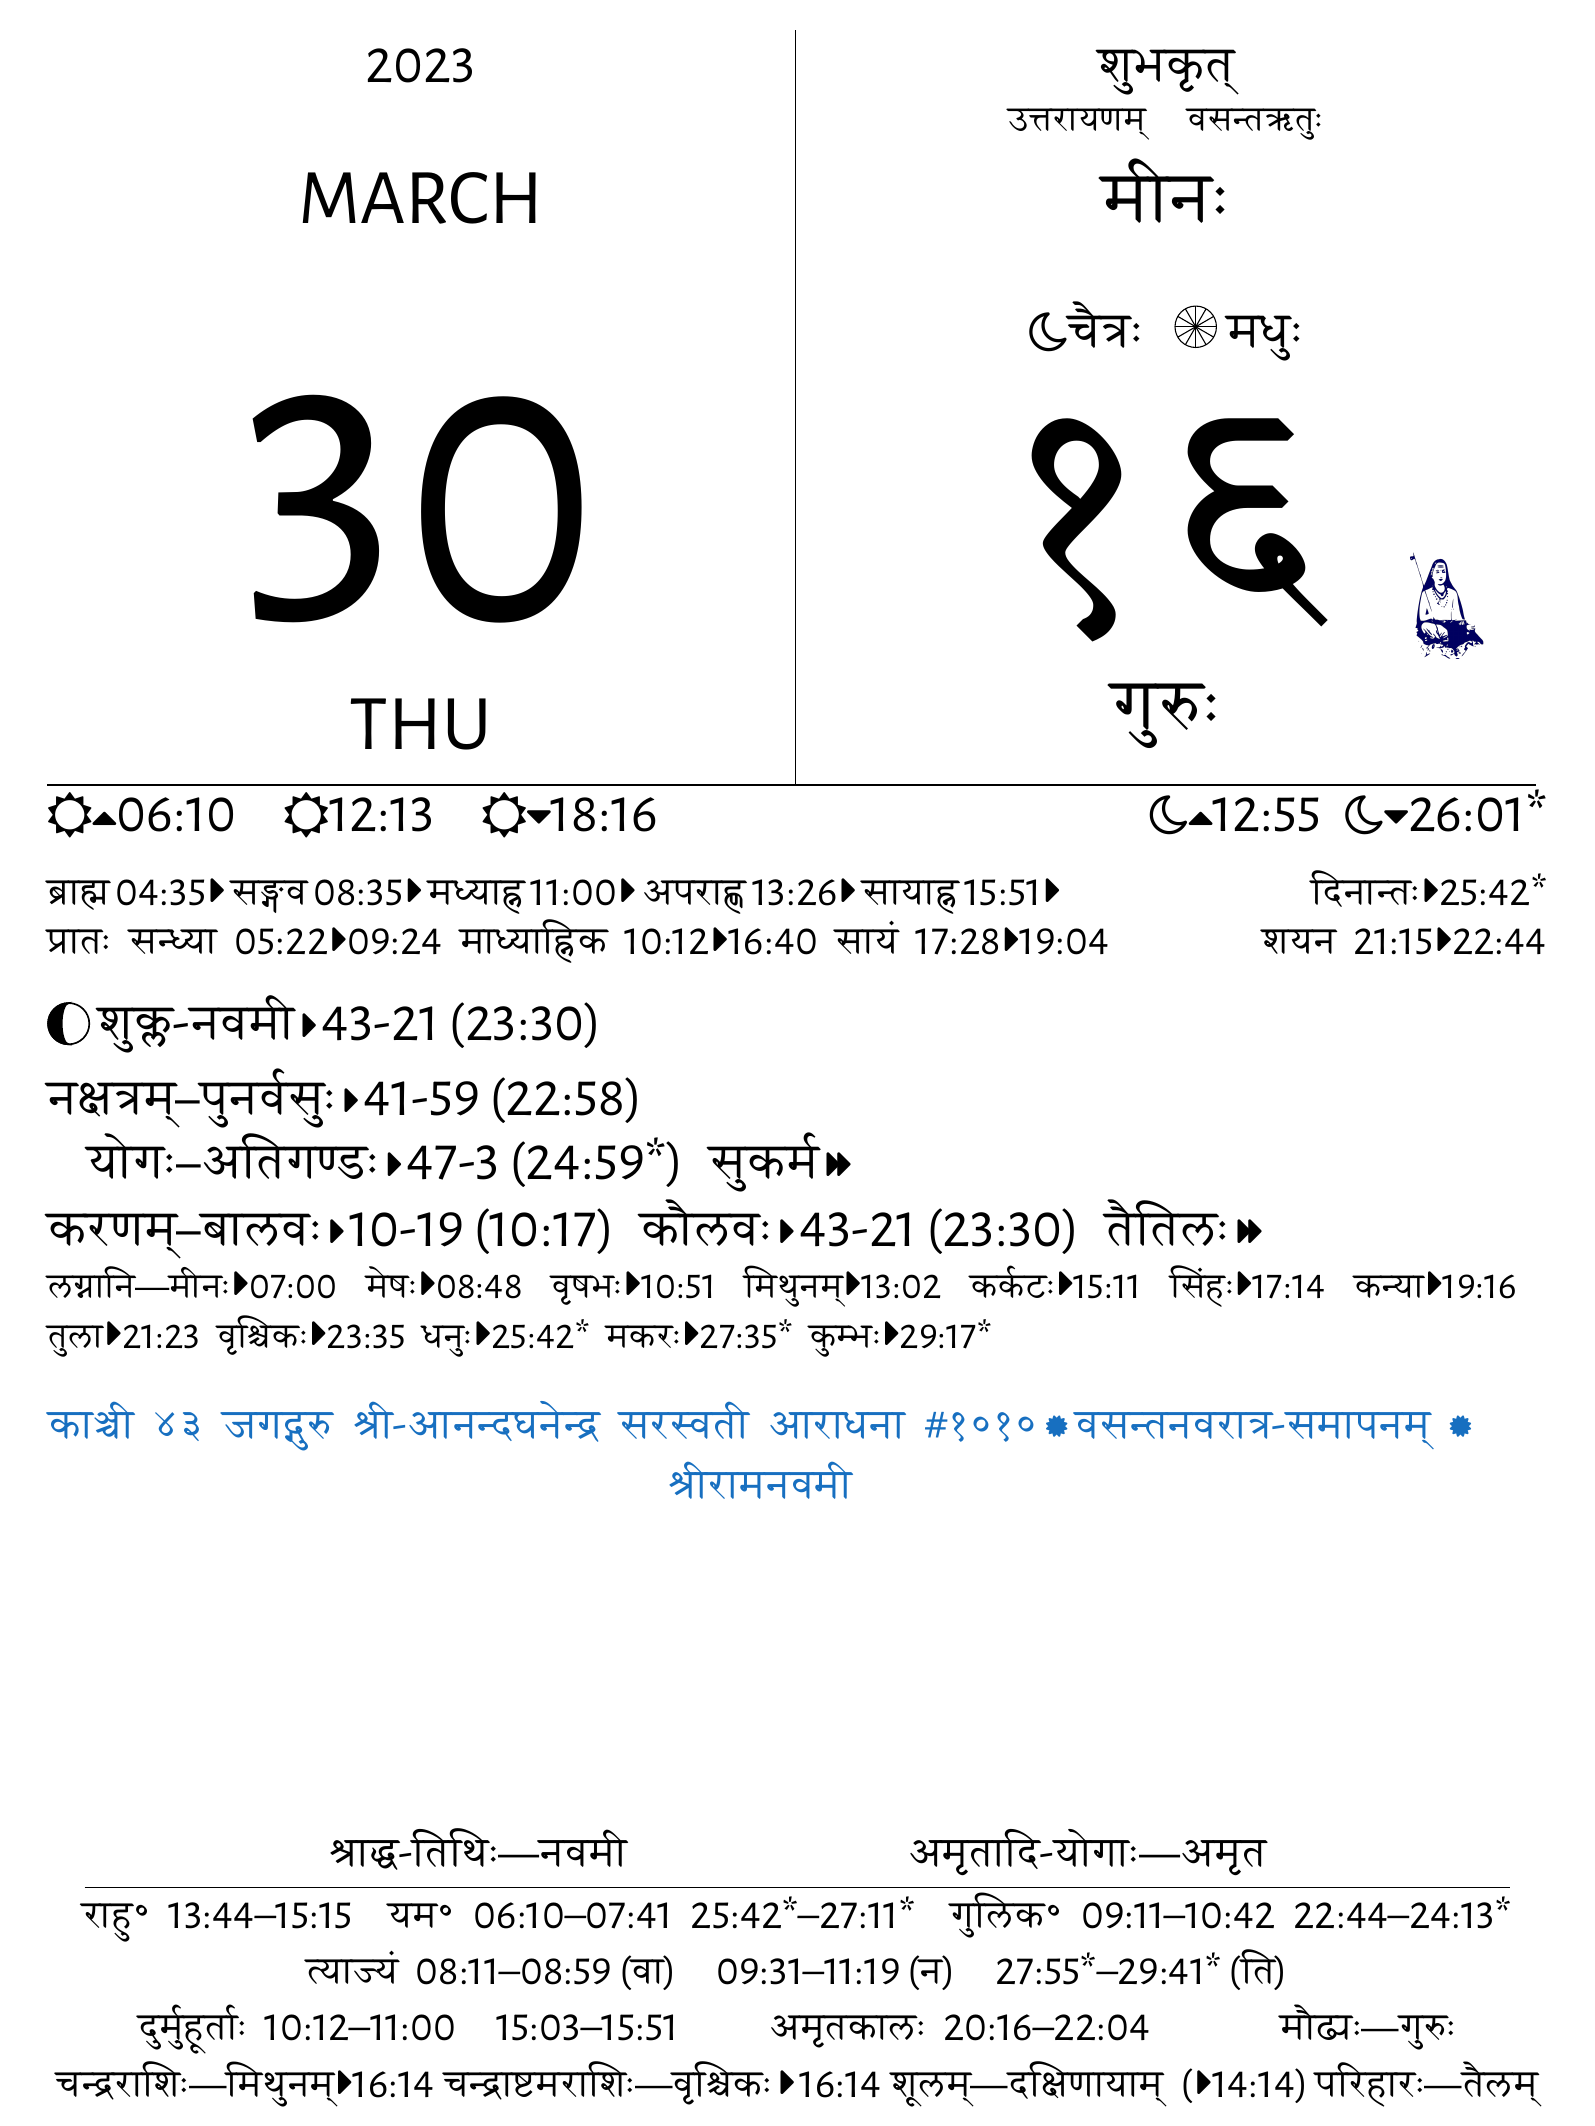 2023
MARCH
30
THU
शुभकृत्
उत्तरायणम् वसन्तऋतुः
मीनः
चैत्रः मधुः
१६
गुरुः
06:10 12:13 18:16 12:55 26:01*
ब्राह्म 04:35 सङ्गव 08:35 मध्याह्न 11:00 अपराह्ण 13:26 सायाह्न 15:51 दिनान्तः 25:42*
प्रातः सन्ध्या 05:22 09:24 माध्याह्निक 10:12 16:40 सायं 17:28 19:04 शयन 21:15 22:44
शुक्ल-नवमी 43-21 (23:30)
नक्षत्रम्–पुनर्वसुः 41-59 (22:58)
योगः–अतिगण्डः 47-3 (24:59*) सुकर्म
करणम्–बालवः 10-19 (10:17) कौलवः 43-21 (23:30) तैतिलः
लग्नानि—मीनः 07:00 मेषः 08:48 वृषभः 10:51 मिथुनम् 13:02 कर्कटः 15:11 सिंहः 17:14 कन्या 19:16
तुला 21:23 वृश्चिकः 23:35 धनुः 25:42* मकरः 27:35* कुम्भः 29:17*
काञ्ची ४३ जगद्गुरु श्री-आनन्दघनेन्द्र सरस्वती आराधना #१०१० वसन्तनवरात्र-समापनम्
श्रीरामनवमी
श्राद्ध-तिथिः—नवमी अमृतादि-योगाः—अमृत
राहु॰ 13:44–15:15 यम॰ 06:10–07:41 25:42*–27:11* गुलिक॰ 09:11–10:42 22:44–24:13*
त्याज्यं 08:11–08:59 (वा) 09:31–11:19 (न) 27:55*–29:41* (ति)
दुर्मुहूर्ताः 10:12–11:00 15:03–15:51 अमृतकालः 20:16–22:04 मौढ्यः—गुरुः
चन्द्रराशिः—मिथुनम् 16:14 चन्द्राष्टमराशिः—वृश्चिकः 16:14 शूलम्—दक्षिणायाम् (14:14) परिहारः—तैलम्